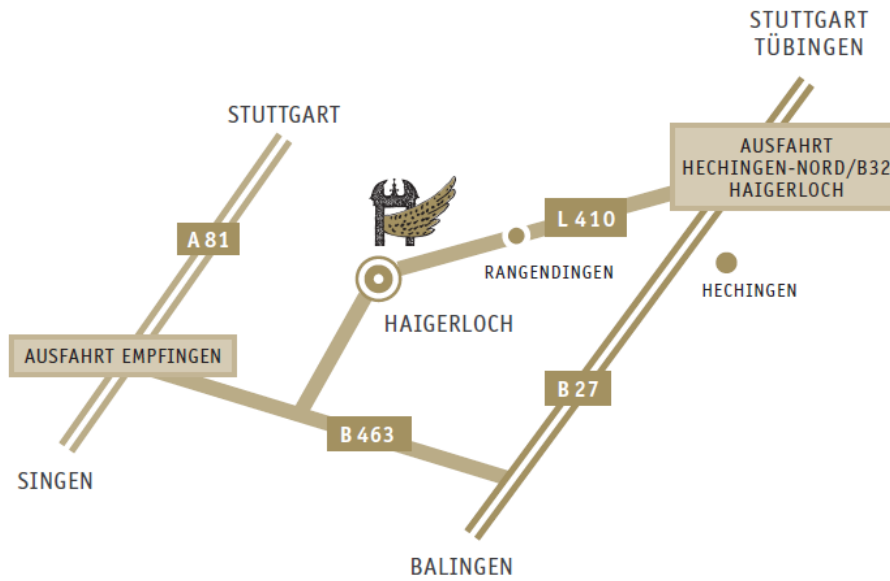 STUTTGART
TÜBINGEN
STUTTGART
AUSFAHRT
HECHINGEN-NORD/B32
HAIGERLOCH
L 410
A 81
RANGENDINGEN
HECHINGEN
HAIGERLOCH
AUSFAHRT EMPFINGEN
B 27
B 463
SINGEN
BALINGEN